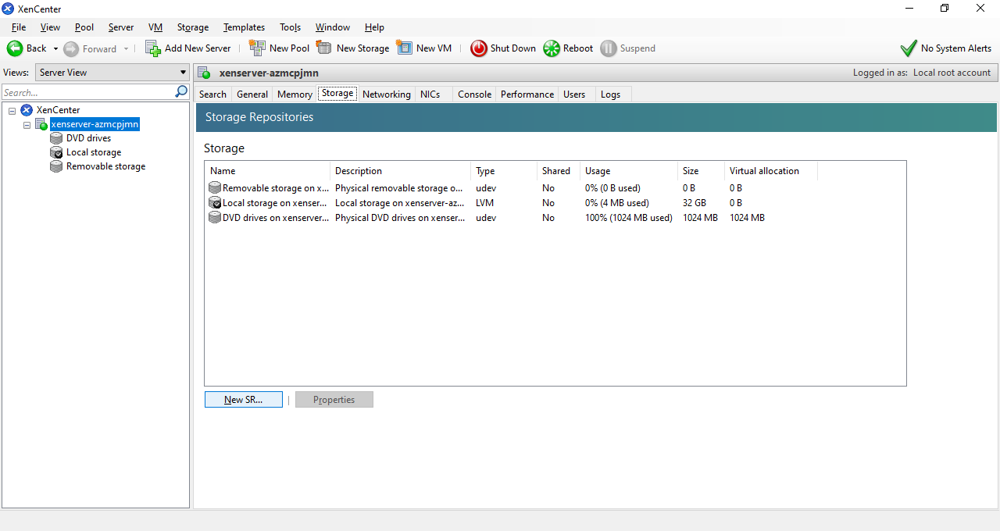 XenCenter
File View Pool Server VM Storage Templates Tools Window Help
Back Forward Add New Server New Pool New Storage New VM Shut Down Reboot Suspend No System Alerts
Views: Server View
Search...
XenCenter
xenserver-azmcpjmn
DVD drives
Local storage
Removable storage
xenserver-azmcpjmn Logged in as: Local root account
Search General Memory Storage Networking NICs Console Performance Users Logs
Storage Repositories
Storage
Name Description Type Shared Usage Size Virtual allocation
Removable storage on x... Physical removable storage o... udev No 0% (0 B used) 0 B 0 B
Local storage on xenser... Local storage on xenserver-az... LVM No 0% (4 MB used) 32 GB 0 B
DVD drives on xenserver... Physical DVD drives on xenser... udev No 100% (1024 MB used) 1024 MB 1024 MB
New SR... Properties